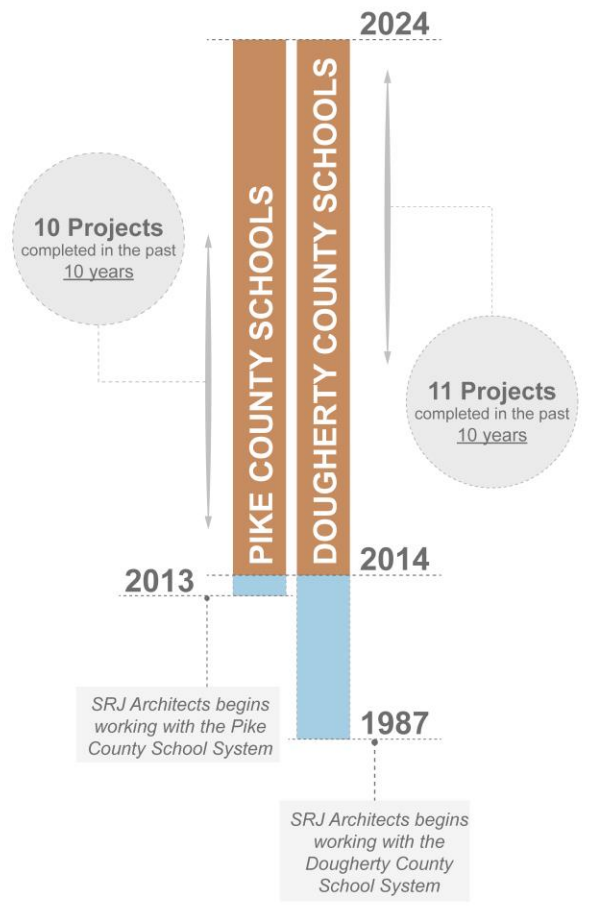 2024
PIKE COUNTY SCHOOLS
DOUGHERTY COUNTY SCHOOLS
10 Projects
completed in the past
10 years
11 Projects
completed in the past
10 years
2014
2013
SRJ Architects begins
working with the Pike
County School System
1987
SRJ Architects begins
working with the
Dougherty County
School System